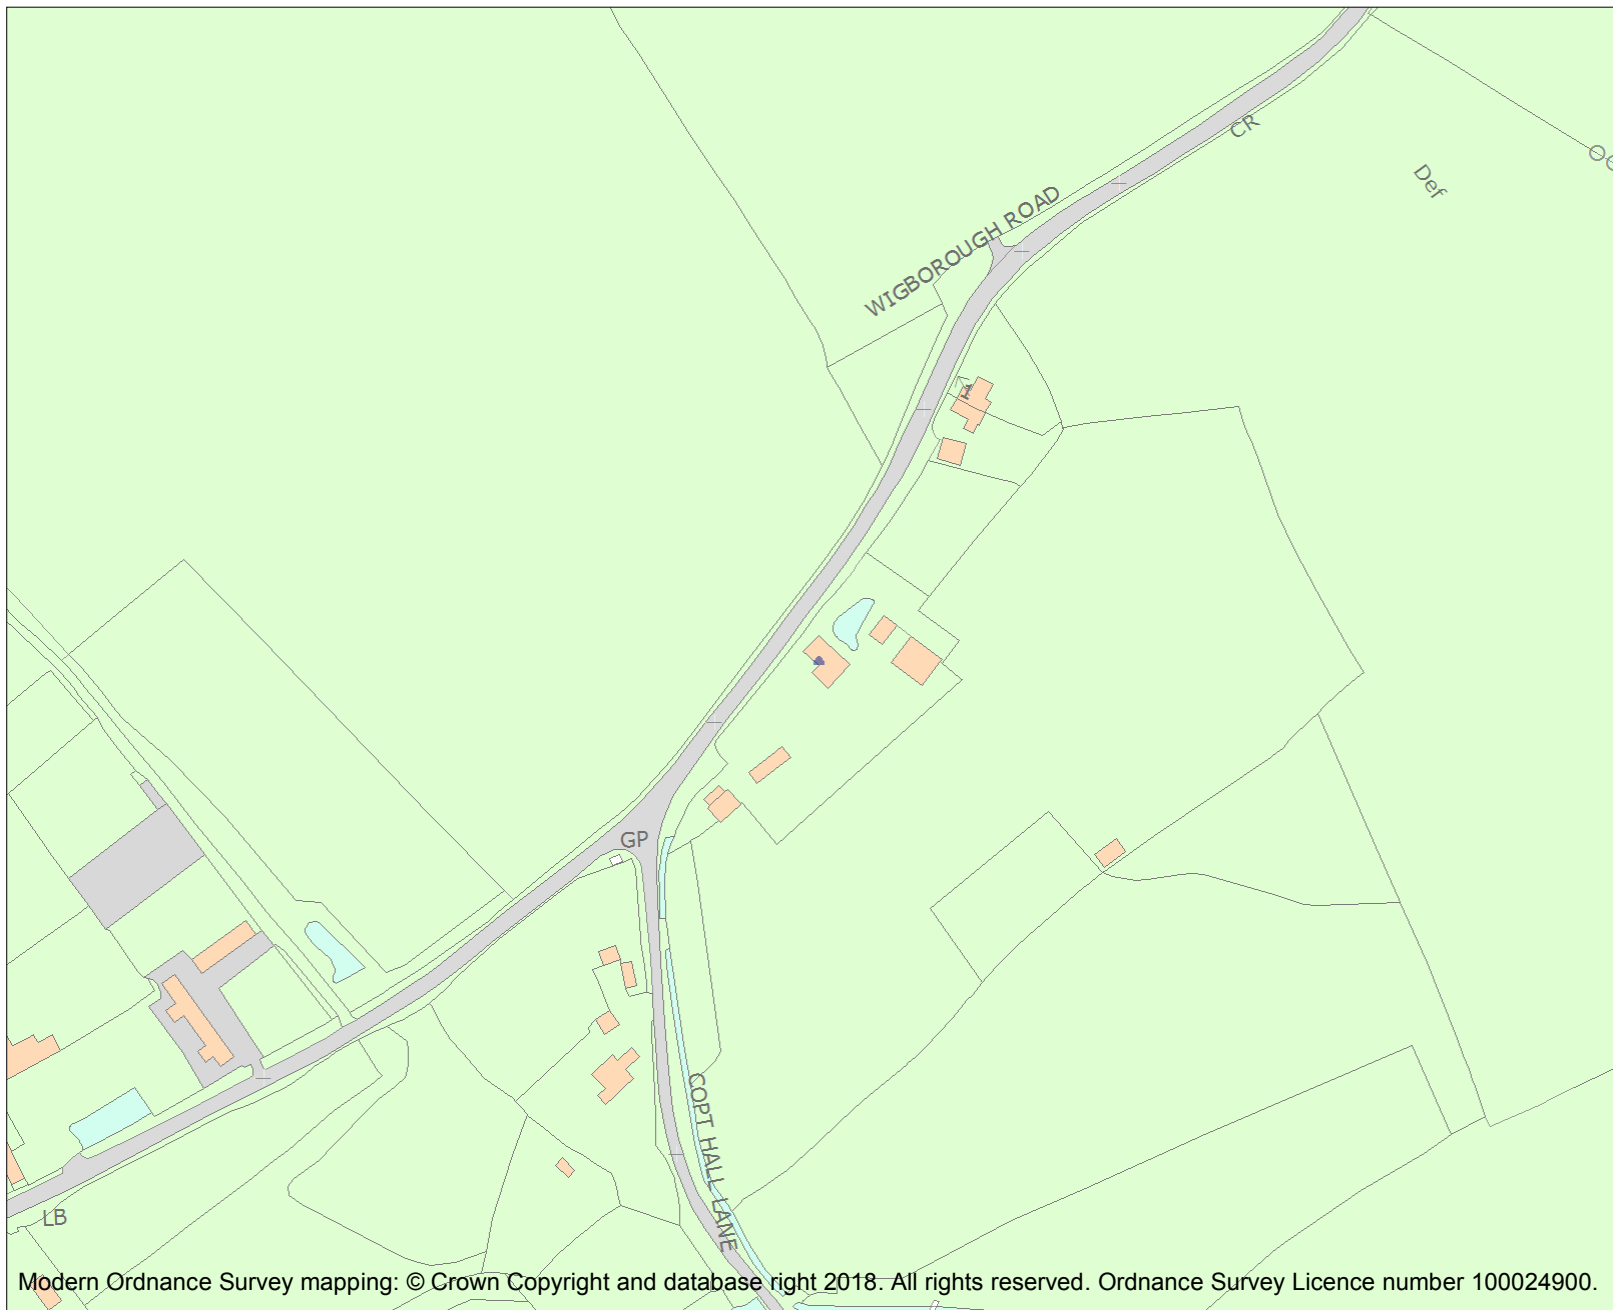 CR
Def
WIGBOROUGH ROAD
GP
COPT HALL LANE
LB
Modern Ordnance Survey mapping: © Crown Copyright and database right 2018. All rights reserved. Ordnance Survey Licence number 100024900.